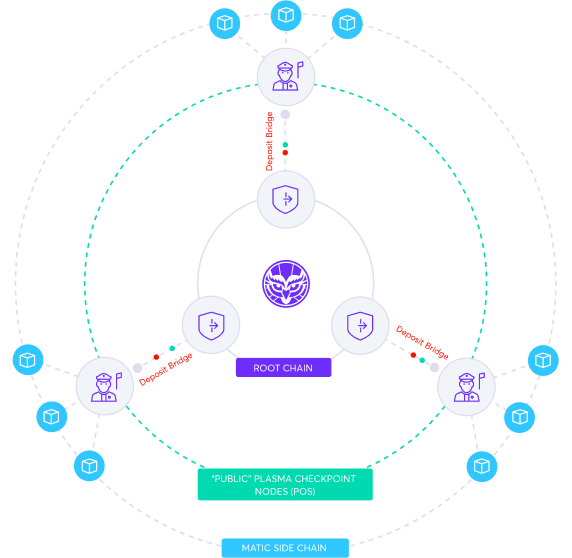 Deposit Bridge
Deposit Bridge
Deposit Bridge
ROOT CHAIN
"PUBLIC" PLASMA CHECKPOINT
NODES (POS)
MATIC SIDE CHAIN